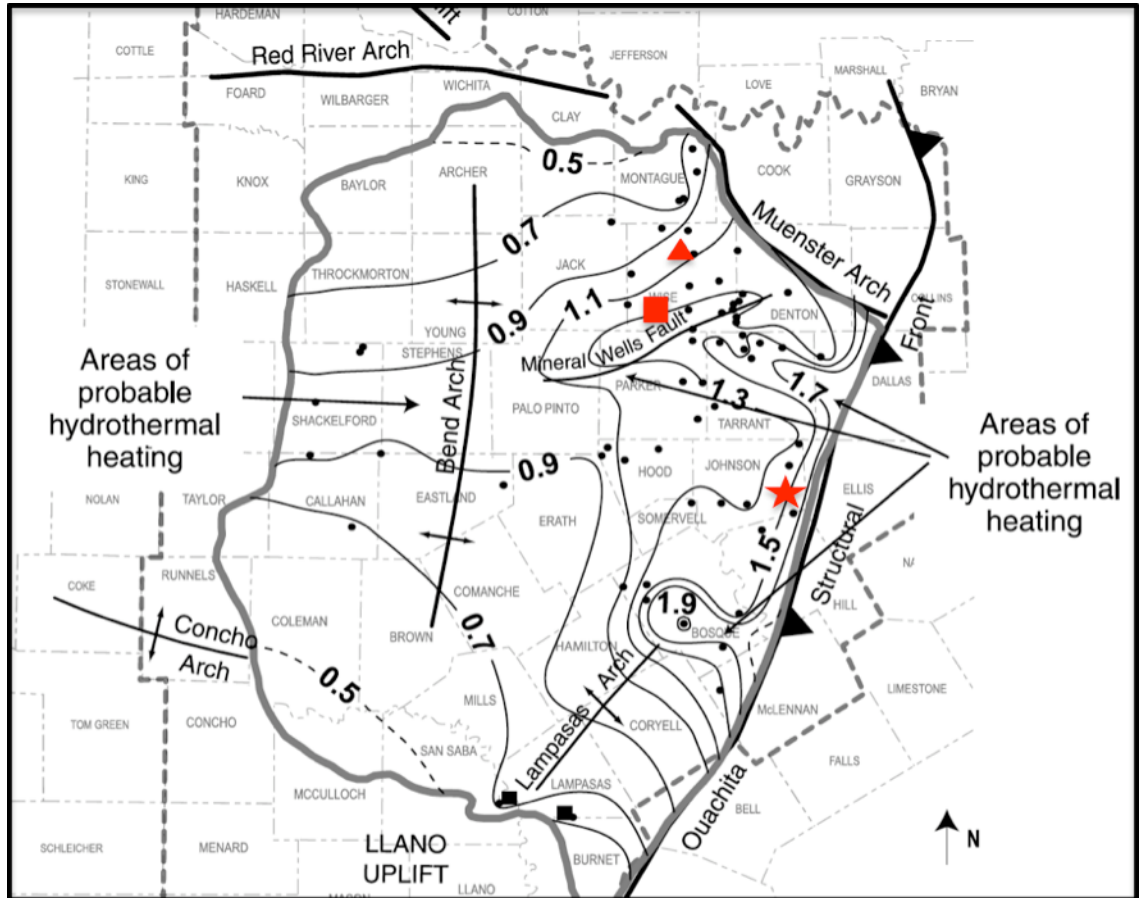 HARDEMAN
COTTON
ift
COTTLE
Red River Arch
JEFFERSON
MARSHALL
FOARD
WILBARGER
WICHITA
LOVE
BRYAN
CLAY
0.5
KING
KNOX
BAYLOR
ARCHER
MONTAGUE
COOK
GRAYSON
Muenster Arch
0.7
STONEWALL
HASKELL
THROCKMORTON
JACK
1.1
WISE
COLLINS
0.9
YOUNG
DENTON
Front
Mineral Wells Fault
STEPHENS
Areas of
probable
hydrothermal
heating
Bend Arch
PARKER
1.3
1.7
DALLAS
SHACKELFORD
PALO PINTO
TARRANT
Areas of
probable
hydrothermal
heating
0.9
HOOD
JOHNSON
NOLAN
TAYLOR
CALLAHAN
EASTLAND
ERATH
SOMERVELL
ELLIS
1.5
Structural
COKE
RUNNELS
COMANCHE
NA
HILL
1.9
BOSQUE
COLEMAN
BROWN
0.7
HAMILTON
Concho
Arch
0.5
Lampasas Arch
MILLS
McLENNAN
LIMESTONE
TOM GREEN
CONCHO
CORYELL
SAN SABA
FALLS
MCCULLOCH
LAMPASAS
BELL
Ouachita
SCHLEICHER
MENARD
LLANO
UPLIFT
BURNET
N
LLANO
MASON